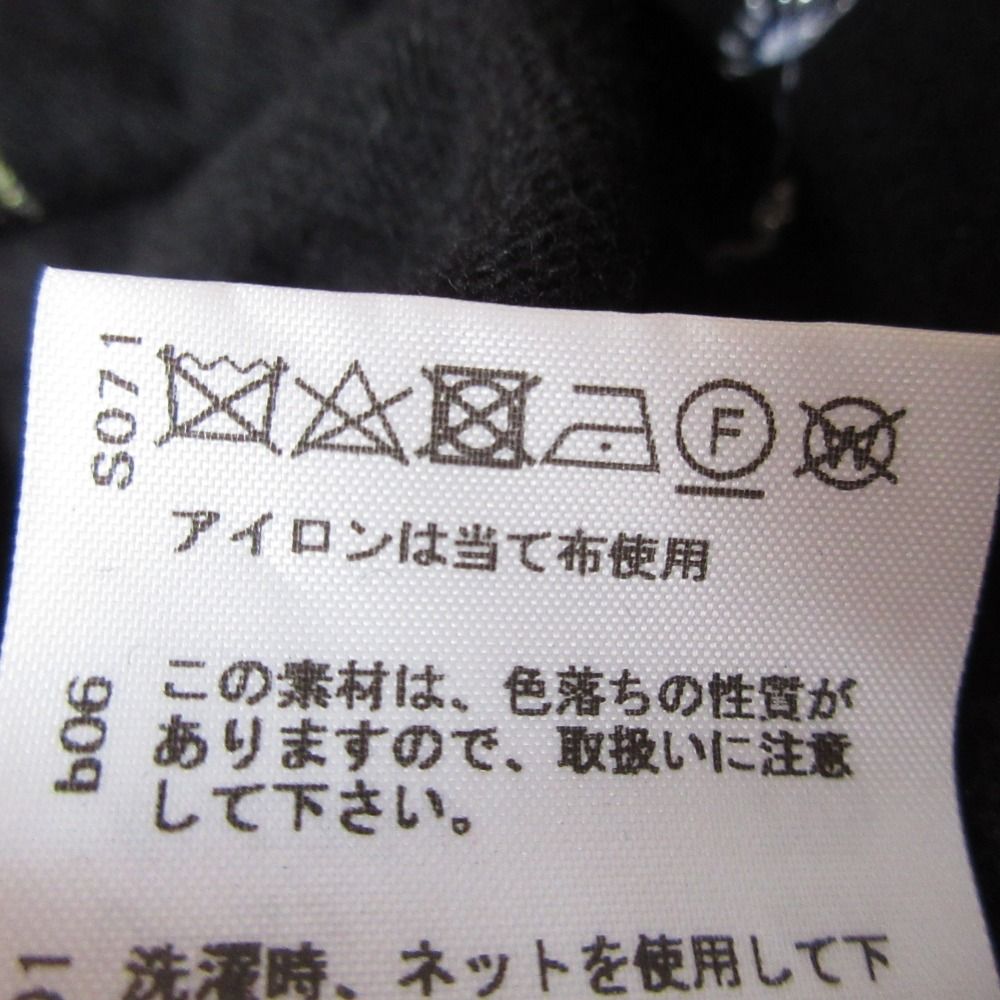 S071
F
W
アイロンは当て布使用
b06
この素材は、色落ちの性質が
ありますので、取扱いに注意
して下さい。
洗濯時、ネットを使用して下